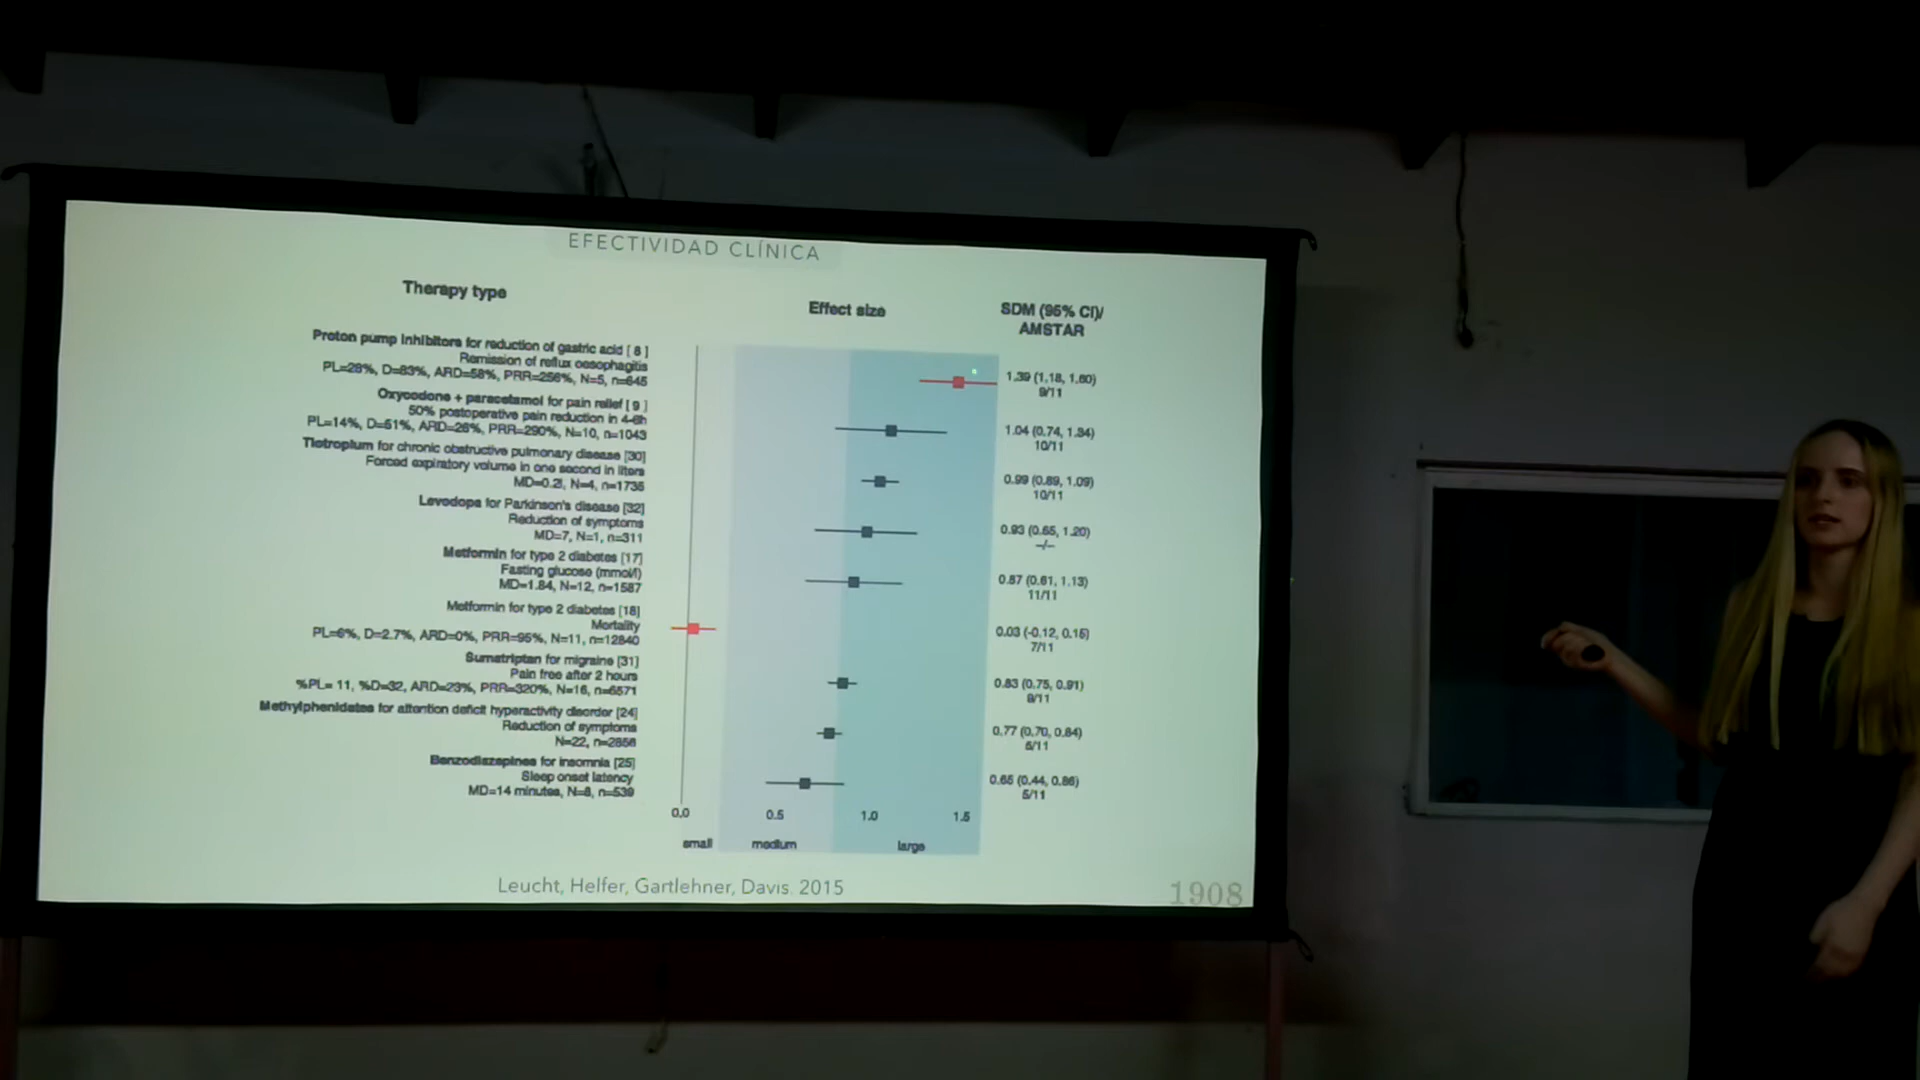 EFECTIVIDAD CLÍNICA
Therapy type
Effect size
SDM (95% CI)/
AMSTAR
Proton pump inhibitors for reduction of gastric acid [ 8 ]
Remission of reflux oesophagitis
PL=28%, D=83%, ARD=58%, PRR=256%, N=5, n=645
1.39 (1.18, 1.60)
9/11
Oxycodone + paracetamol for pain relief [ 9 ]
50% postoperative pain reduction in 4-6h
PL=14%, D=51%, ARD=26%, PRR=290%, N=10, n=1043
1.04 (0.74, 1.34)
10/11
Tiotropium for chronic obstructive pulmonary disease [30]
Forced expiratory volume in one second in liters
MD=0.2l, N=4, n=1735
0.99 (0.89, 1.09)
10/11
Levodopa for Parkinson's disease [32]
Reduction of symptoms
MD=7, N=1, n=311
0.93 (0.65, 1.20)
–/–
Metformin for type 2 diabetes [17]
Fasting glucose (mmol/l)
MD=1.84, N=12, n=1587
0.87 (0.61, 1.13)
11/11
Metformin for type 2 diabetes [18]
Mortality
PL=6%, D=2.7%, ARD=0%, PRR=95%, N=11, n=12840
0.03 (-0.12, 0.15)
7/11
Sumatriptan for migraine [31]
Pain free after 2 hours
%PL= 11, %D=32, ARD=23%, PRR=320%, N=16, n=6571
0.83 (0.75, 0.91)
9/11
Methylphenidates for attention deficit hyperactivity disorder [24]
Reduction of symptoms
N=22, n=2856
0.77 (0.70, 0.84)
6/11
Benzodiazepines for insomnia [25]
Sleep onset latency
MD=14 minutes, N=8, n=539
0.65 (0.44, 0.86)
5/11
0.0 0.5 1.0 1.5
small medium large
Leucht, Helfer, Gartlehner, Davis. 2015
1908